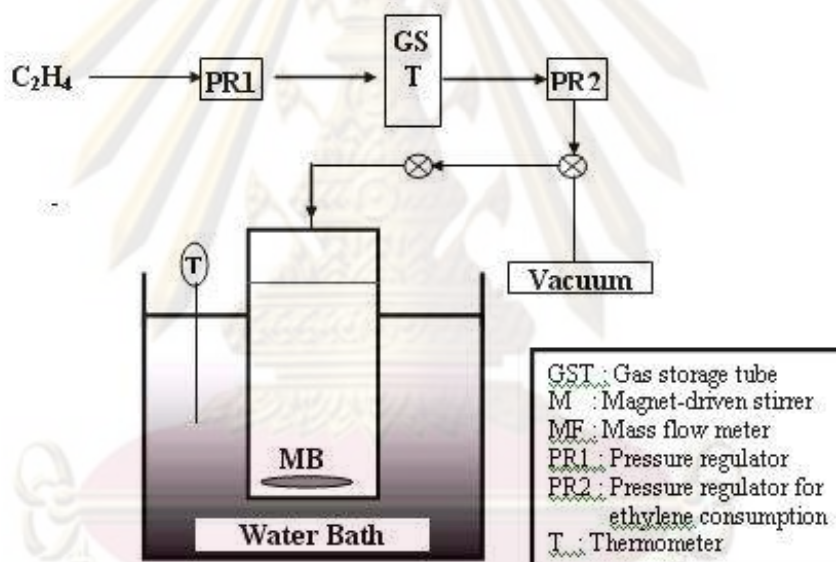 C₂H₄
PR1
GS
T
PR2
T
Vacuum
MB
Water Bath
GST : Gas storage tube
M : Magnet-driven stirrer
MF : Mass flow meter
PR1 : Pressure regulator
PR2 : Pressure regulator for
ethylene consumption
T : Thermometer